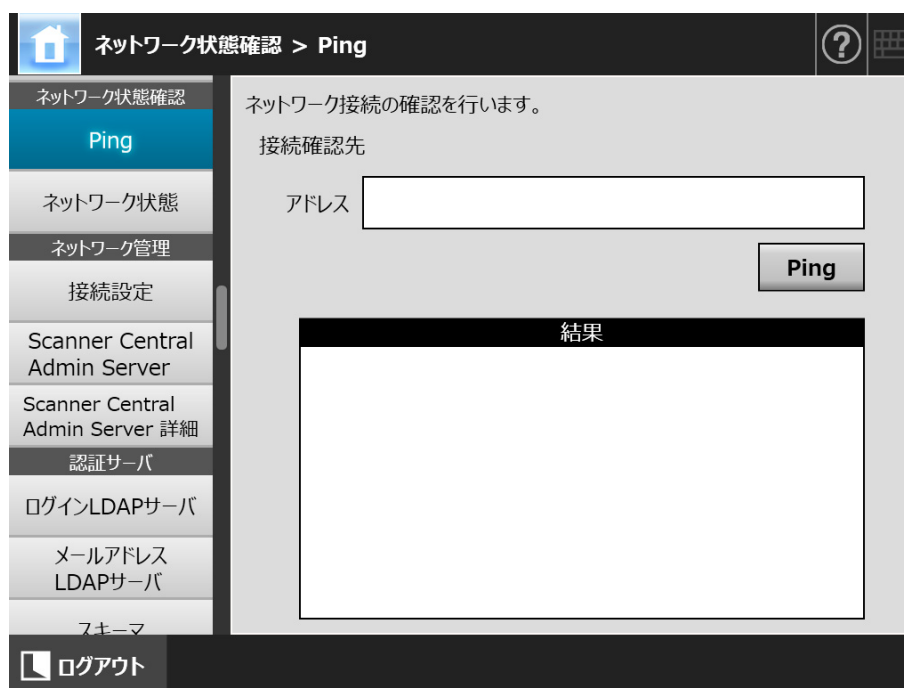 ネットワーク状態確認 > Ping
?
ネットワーク状態確認
Ping
ネットワーク状態
ネットワーク管理
接続設定
Scanner Central
Admin Server
Scanner Central
Admin Server 詳細
認証サーバ
ログインLDAPサーバ
メールアドレス
LDAPサーバ
スキーマ
ネットワーク接続の確認を行います。
接続確認先
アドレス
Ping
結果
ログアウト